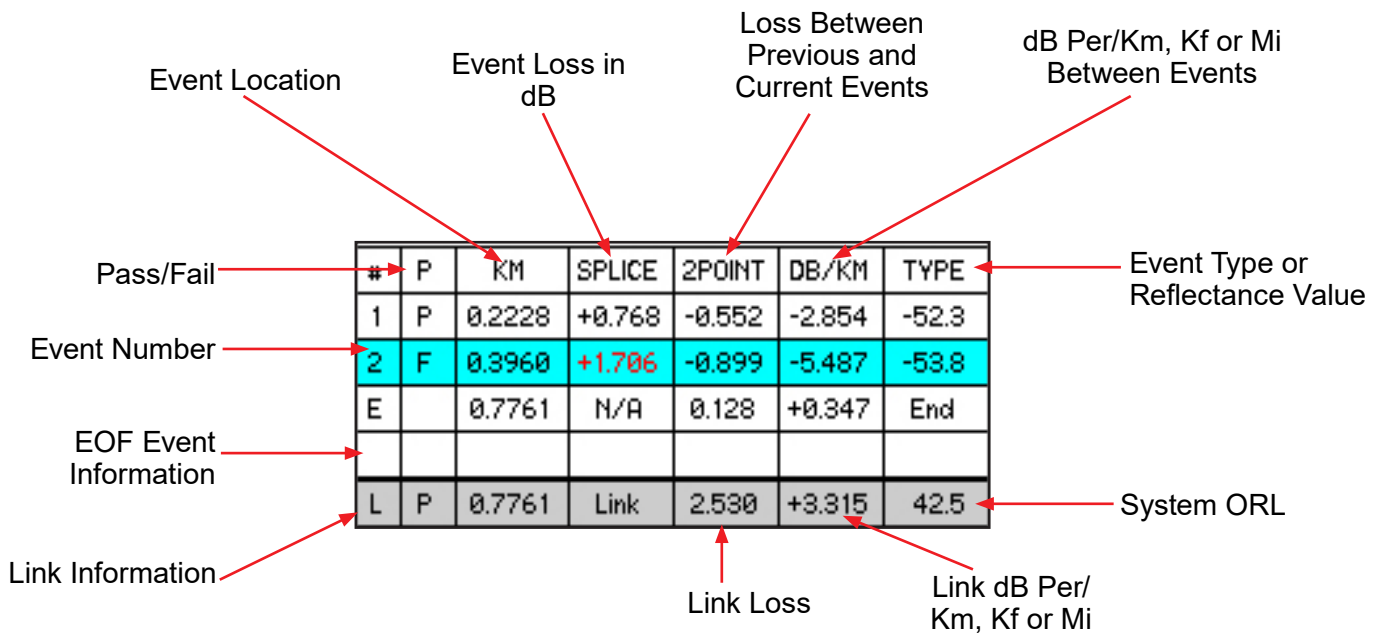 Loss Between
Previous and
Current Events
dB Per/Km, Kf or Mi
Between Events
Event Loss in
dB
Event Location
Pass/Fail
Event Number
EOF Event
Information
Link Information
# P KM SPLICE 2POINT DB/KM TYPE
1 P 0.2228 +0.768 -0.552 -2.854 -52.3
2 F 0.3960 +1.706 -0.899 -5.487 -53.8
E 0.7761 N/A 0.128 +0.347 End
L P 0.7761 Link 2.530 +3.315 42.5
Event Type or
Reflectance Value
System ORL
Link Loss
Link dB Per/
Km, Kf or Mi